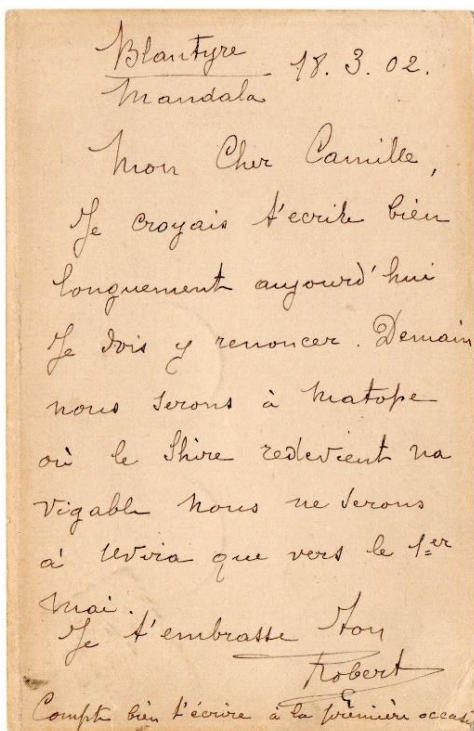 Blantyre 18.3.02.
Mandala
Mon Cher Camille,
Je croyais t'ecrire bien
longuement aujourd'hui
Je dois y renoncer. Demain
nous serons à Matope
où le Shire redevient na
vigable Nous ne serons
à Uvira que vers le 1er
Mai.
Je t'embrasse Ton
Robert
Compte bien t'écrire à la première occasi